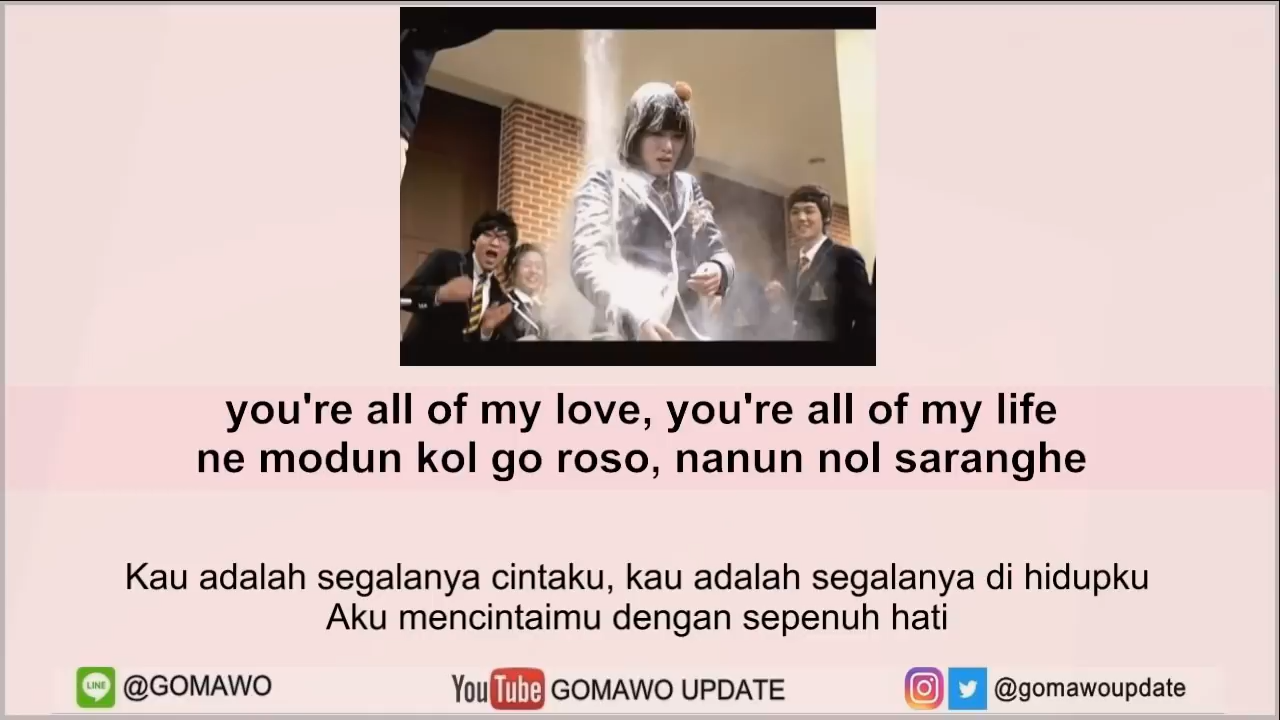 you're all of my love, you're all of my life
ne modun kol go roso, nanun nol saranghe
Kau adalah segalanya cintaku, kau adalah segalanya di hidupku
Aku mencintaimu dengan sepenuh hati
LINE @GOMAWO YouTube GOMAWO UPDATE @gomawoupdate